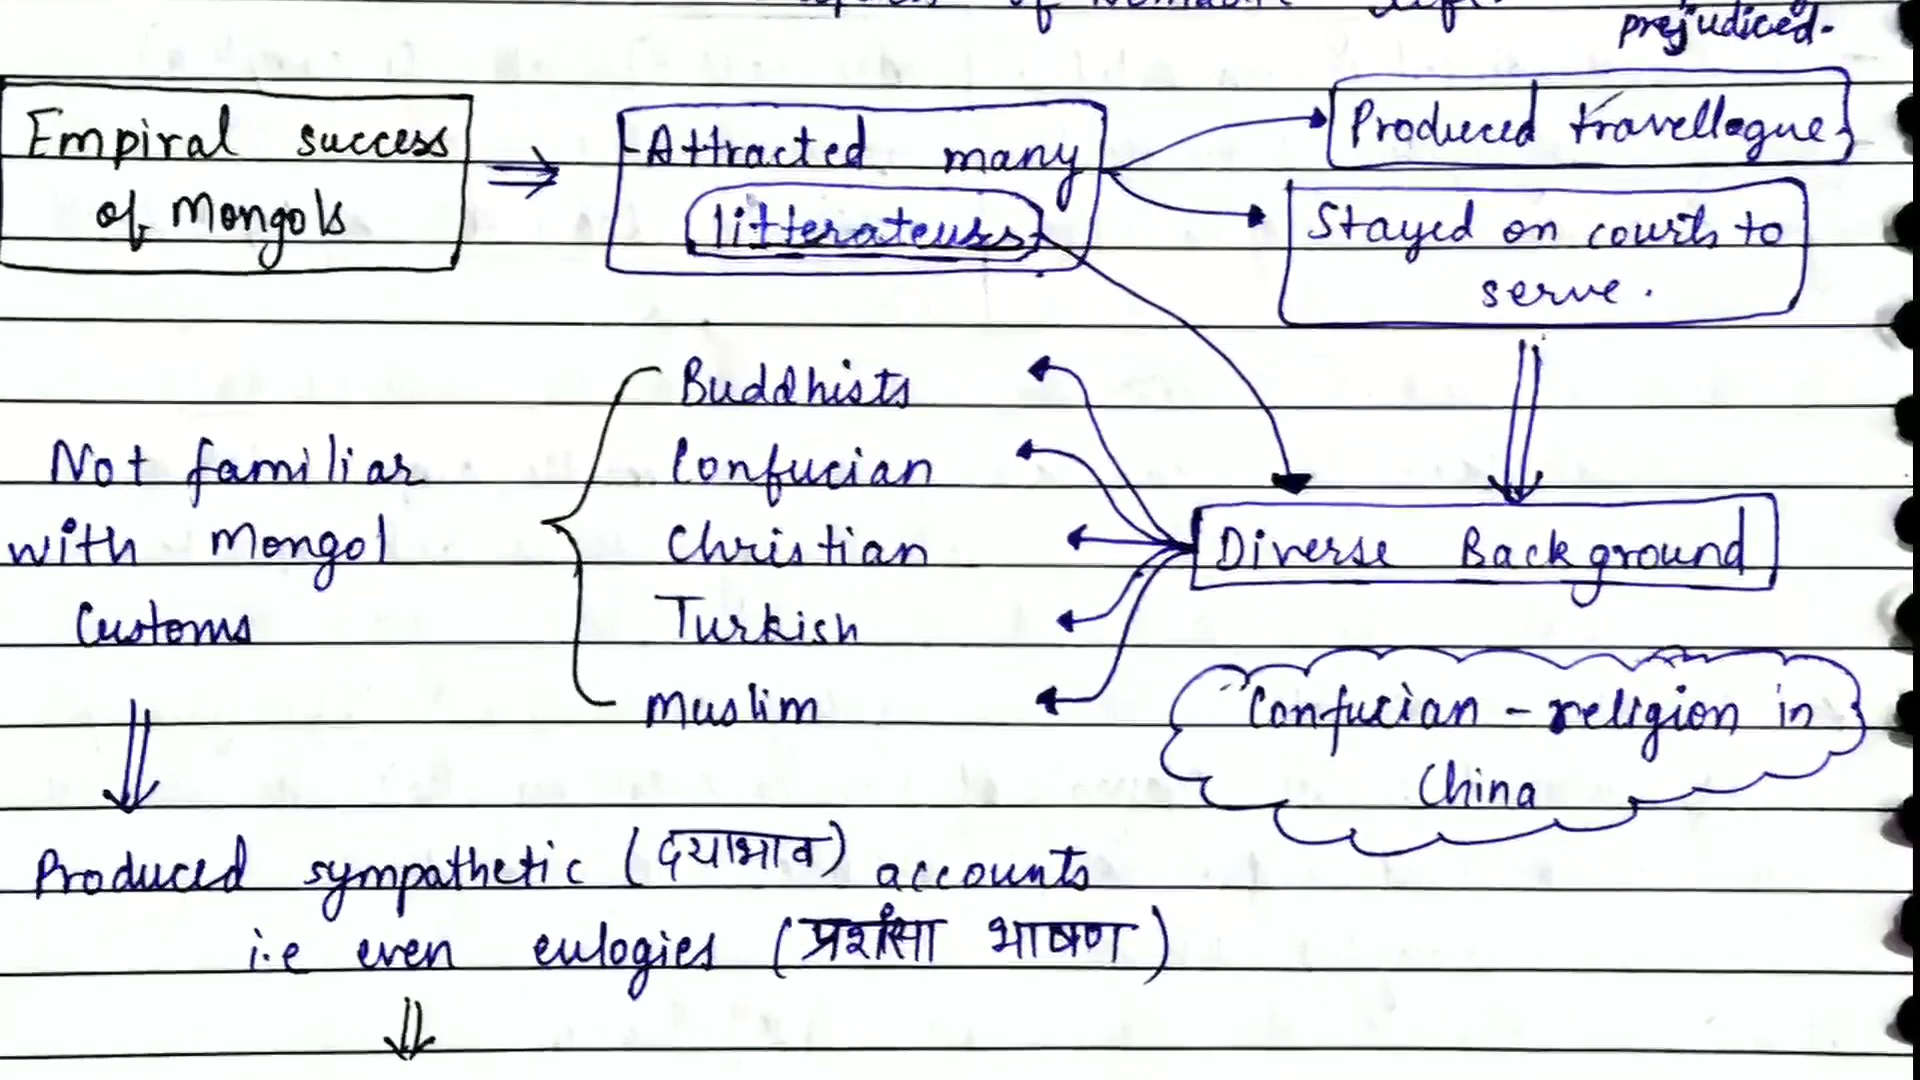 prejudiced.
Empiral success
of Mongols
Attracted many
litterateurs
Produced travellogue
Stayed on courts to
serve.
Buddhists
Confucian
Christian
Turkish
Muslim
Not familiar
with Mongol
Customs
Diverse Background
Confucian - religion in
China
Produced sympathetic (दयाभाव) accounts
i.e even eulogies (प्रशंसा भाषण)